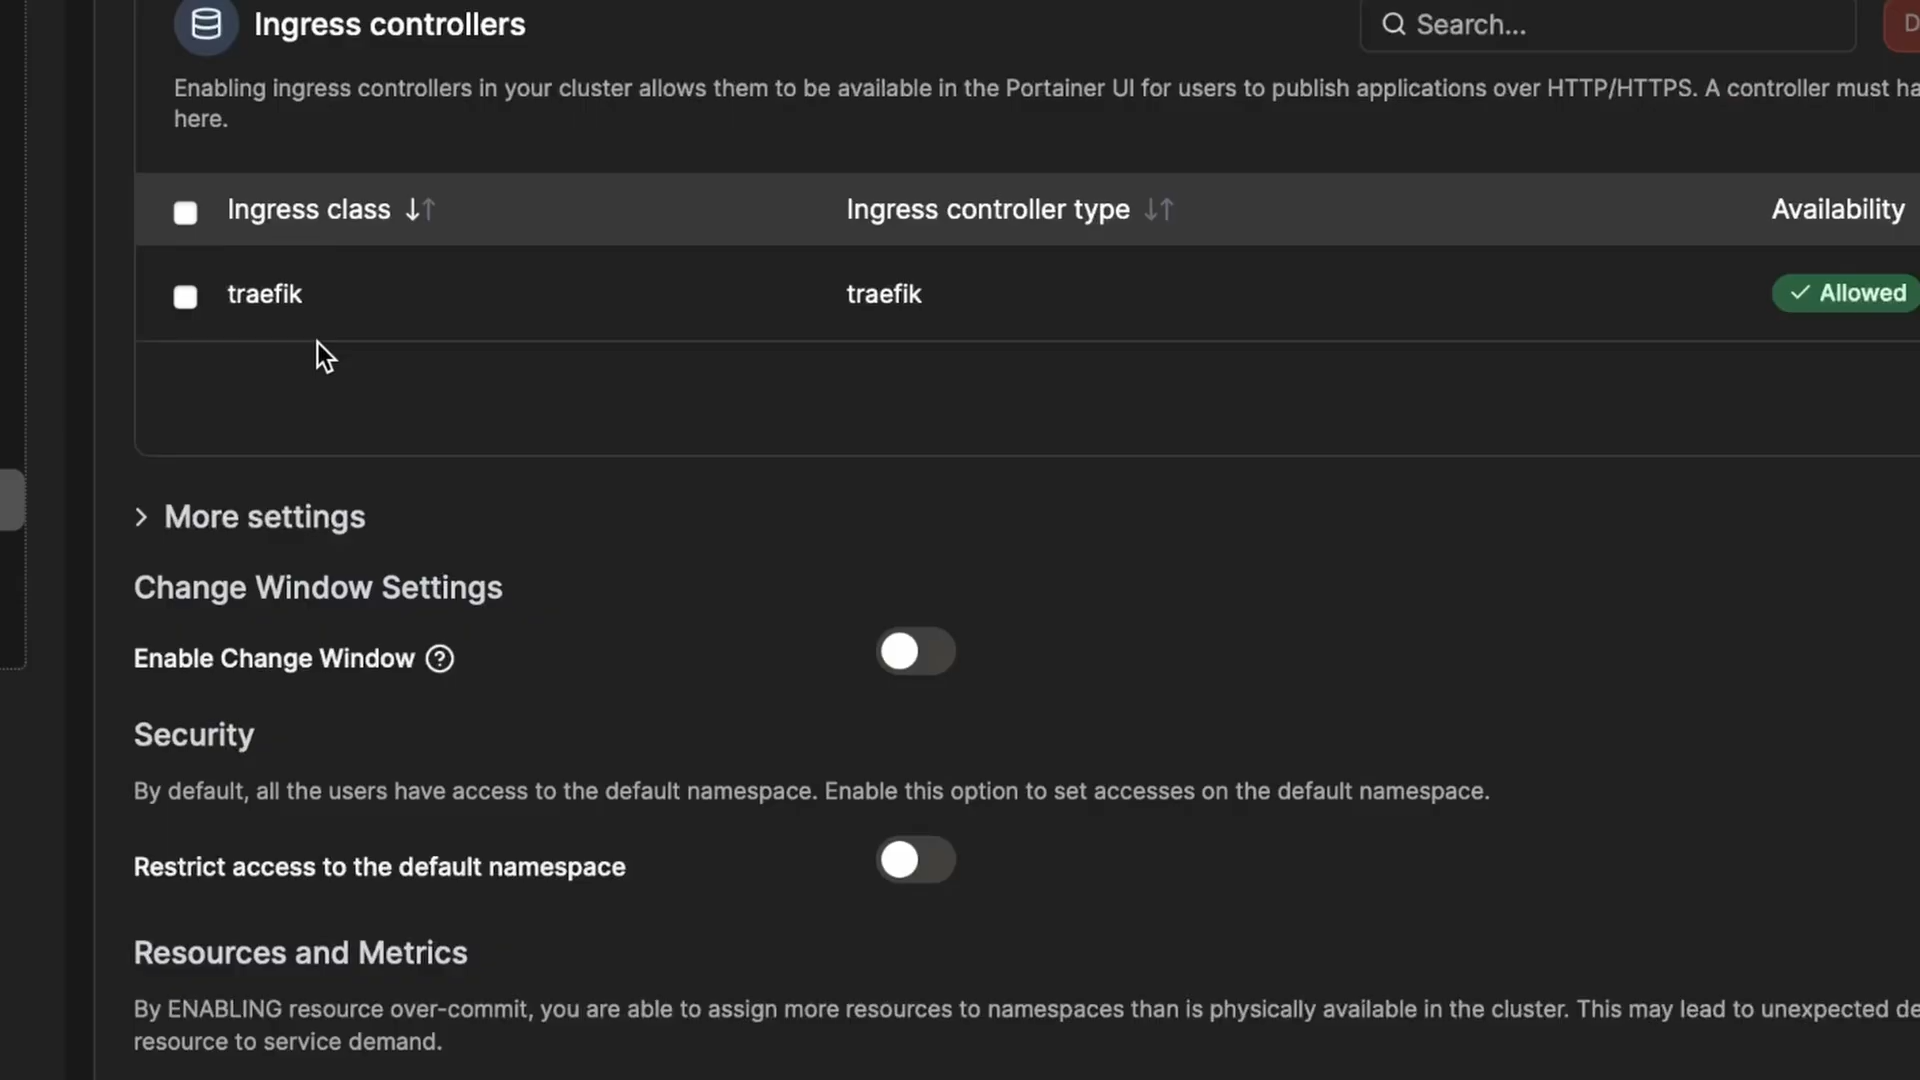 Ingress controllers
Search...
Enabling ingress controllers in your cluster allows them to be available in the Portainer UI for users to publish applications over HTTP/HTTPS. A controller must
here.
Ingress class
Ingress controller type
Availability
traefik
traefik
Allowed
More settings
Change Window Settings
Enable Change Window
Security
By default, all the users have access to the default namespace. Enable this option to set accesses on the default namespace.
Restrict access to the default namespace
Resources and Metrics
By ENABLING resource over-commit, you are able to assign more resources to namespaces than is physically available in the cluster. This may lead to unexpected
resource to service demand.